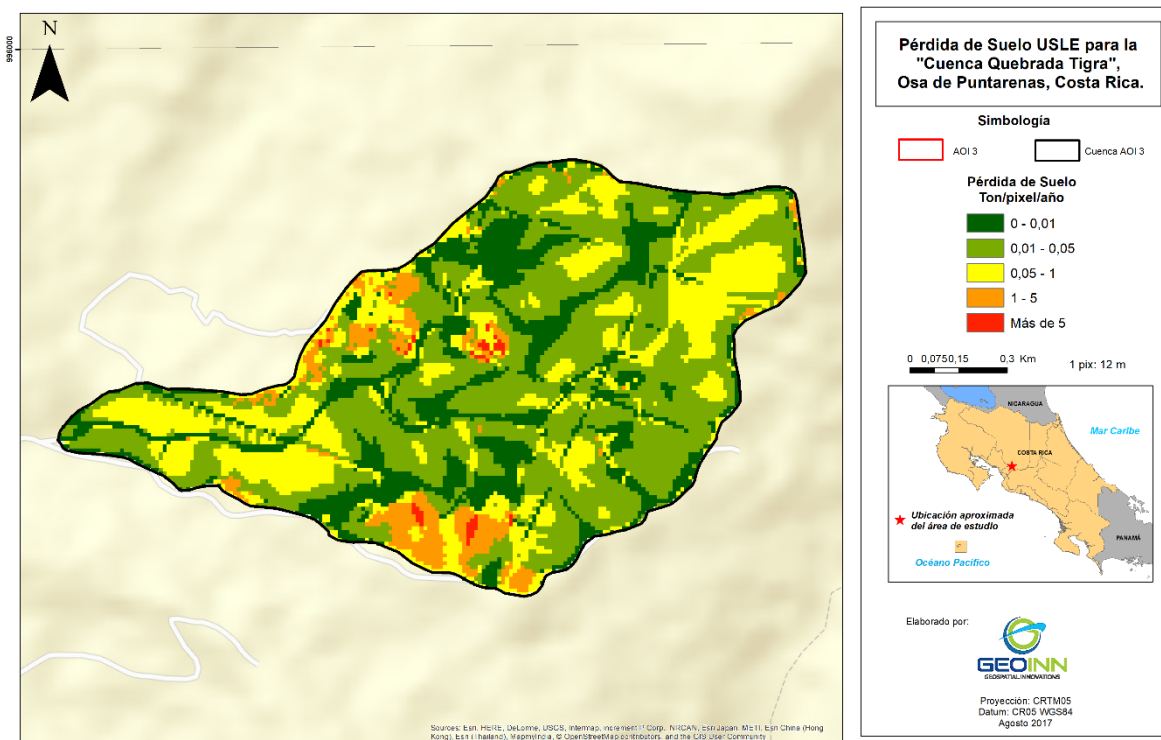 N
996000
Sources: Esri, HERE, DeLorme, USGS, Intermap, increment P Corp., NRCAN, Esri Japan, METI, Esri China (Hong
Kong), Esri (Thailand), MapmyIndia, © OpenStreetMap contributors, and the GIS User Community
Pérdida de Suelo USLE para la
"Cuenca Quebrada Tigra",
Osa de Puntarenas, Costa Rica.
Simbología
AOI 3
Cuenca AOI 3
Pérdida de Suelo
Ton/pixel/año
0 - 0,01
0,01 - 0,05
0,05 - 1
1 - 5
Más de 5
0 0,0750,15 0,3 Km
1 pix: 12 m
NICARAGUA
Mar Caribe
COSTA RICA
Ubicación aproximada
del área de estudio
PANAMÁ
Océano Pacífico
Elaborado por:
GEOINN
GEOSPATIAL INNOVATIONS
Proyección: CRTM05
Datum: CR05 WGS84
Agosto 2017